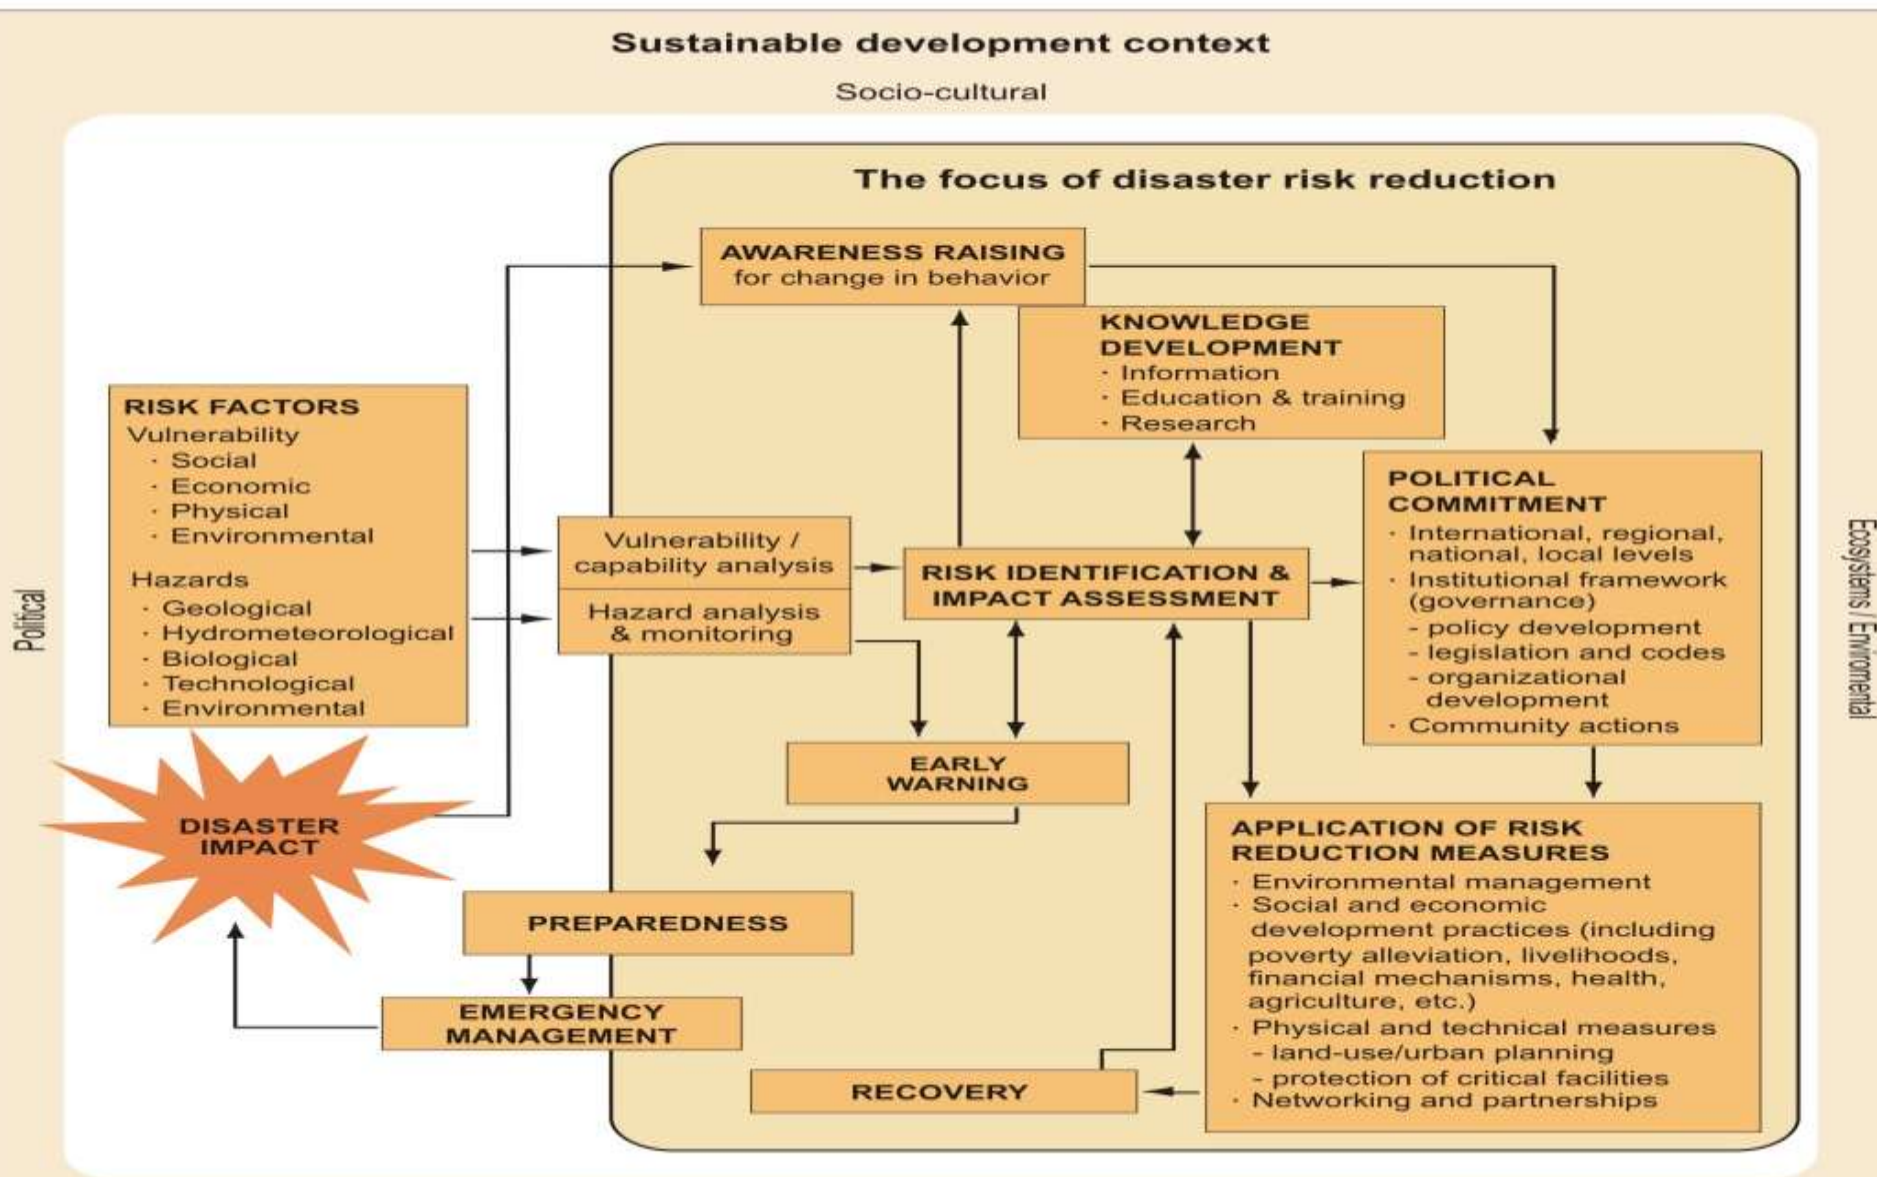 Sustainable development context
Socio-cultural
The focus of disaster risk reduction
AWARENESS RAISING
for change in behavior
KNOWLEDGE
DEVELOPMENT
· Information
· Education & training
· Research
RISK FACTORS
Vulnerability
· Social
· Economic
· Physical
· Environmental
Hazards
· Geological
· Hydrometeorological
· Biological
· Technological
· Environmental
Vulnerability /
capability analysis
Hazard analysis
& monitoring
RISK IDENTIFICATION &
IMPACT ASSESSMENT
POLITICAL
COMMITMENT
· International, regional,
national, local levels
· Institutional framework
(governance)
- policy development
- legislation and codes
- organizational
development
· Community actions
EARLY
WARNING
DISASTER
IMPACT
PREPAREDNESS
EMERGENCY
MANAGEMENT
RECOVERY
APPLICATION OF RISK
REDUCTION MEASURES
· Environmental management
· Social and economic
development practices (including
poverty alleviation, livelihoods,
financial mechanisms, health,
agriculture, etc.)
· Physical and technical measures
- land-use/urban planning
- protection of critical facilities
· Networking and partnerships
Political
Ecosystems / Enviromental